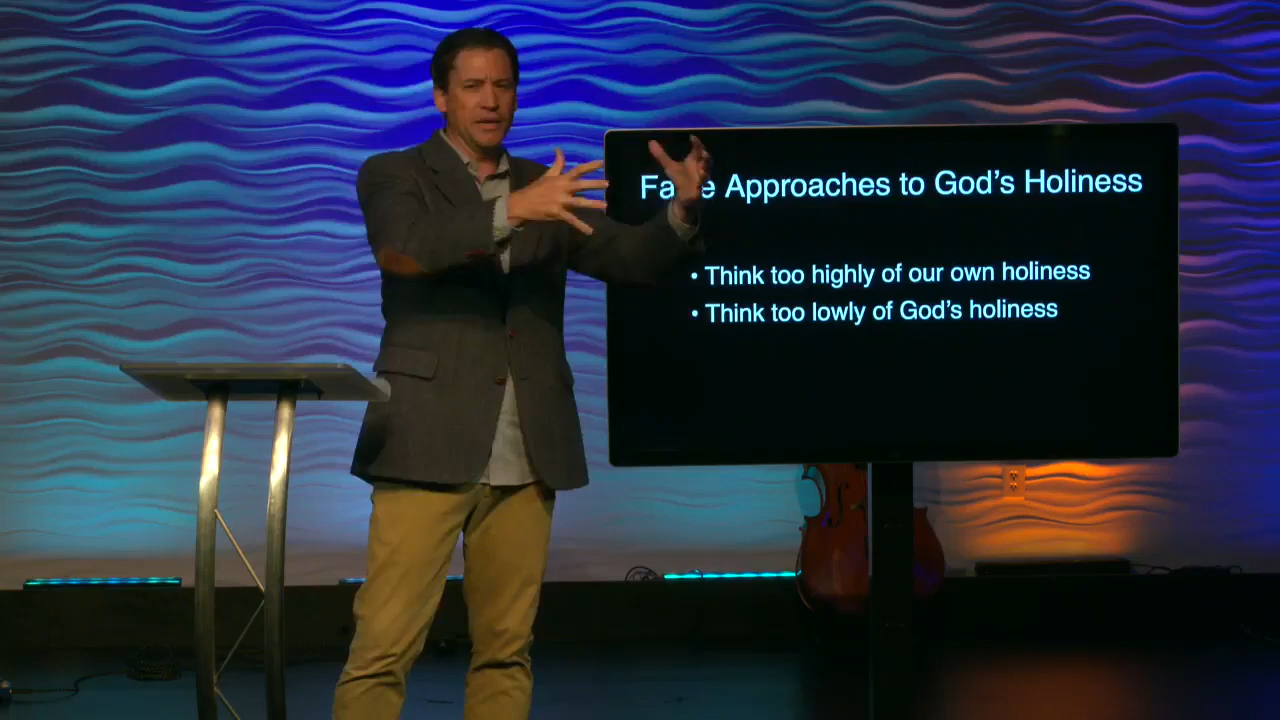 Approaches to God's Holiness
• Think too highly of our own holiness
• Think too lowly of God's holiness